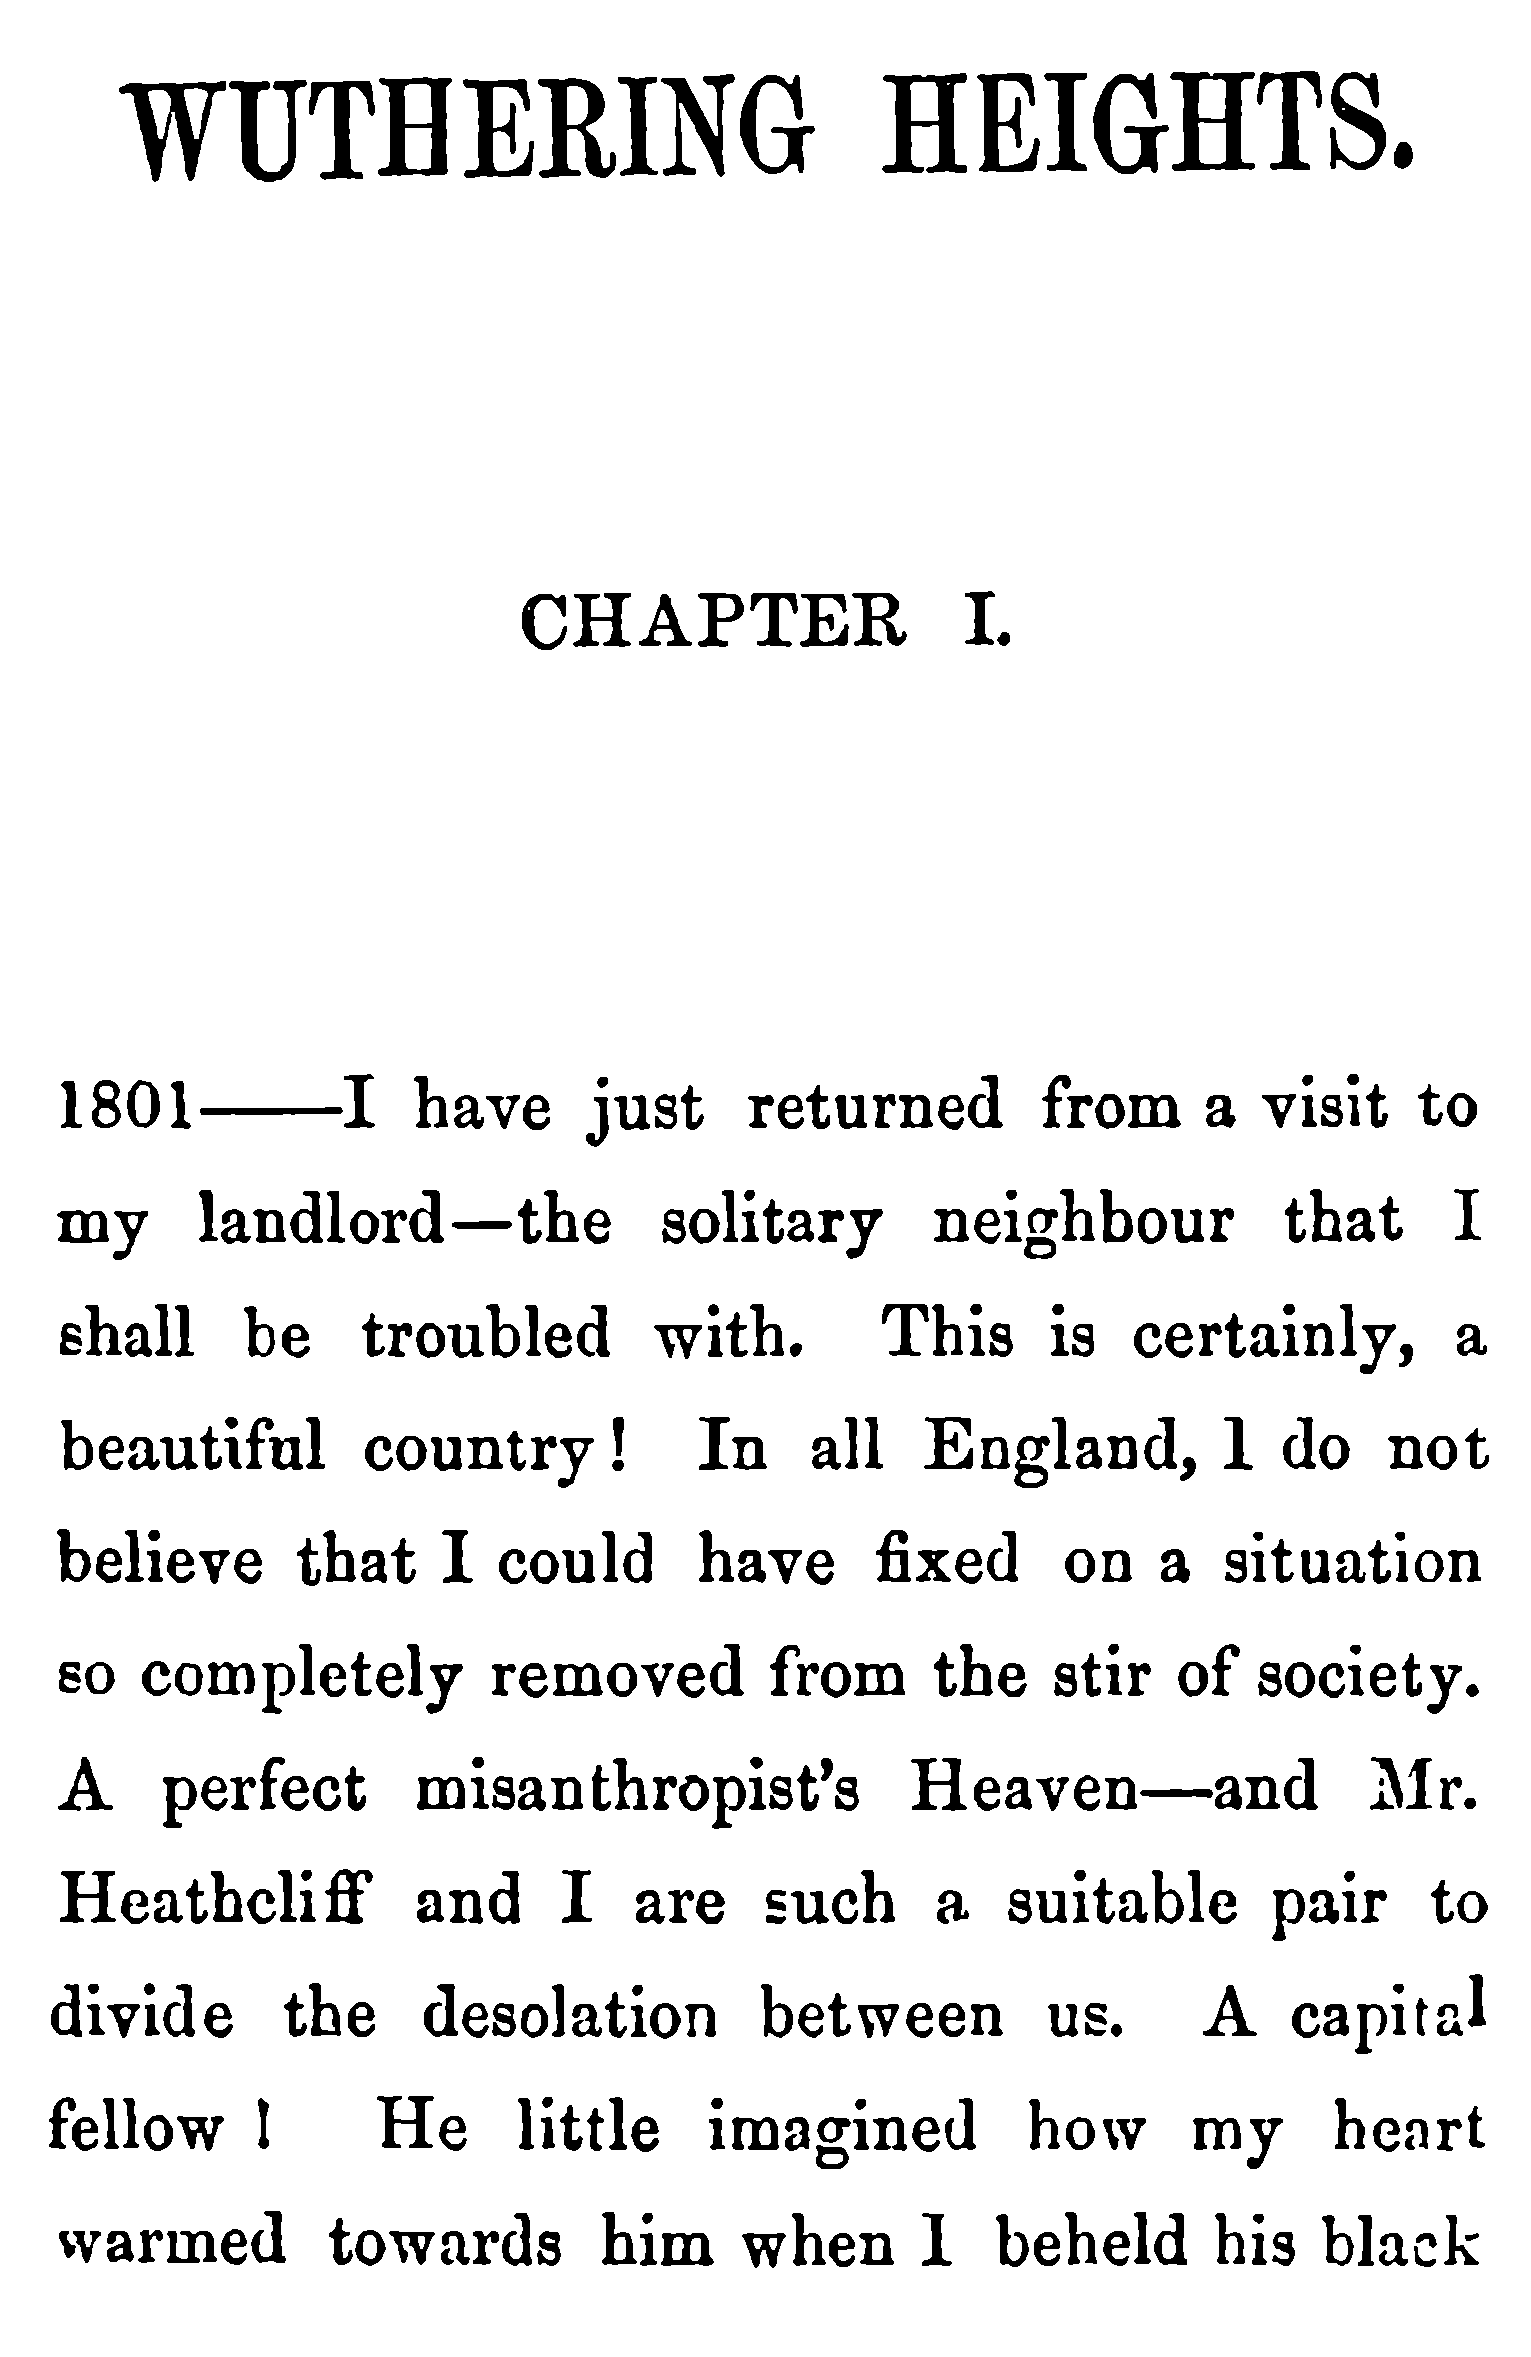 WUTHERING HEIGHTS.
CHAPTER I.
1801——I have just returned from a visit to
my landlord—the solitary neighbour that I
shall be troubled with. This is certainly, a
beautiful country! In all England, I do not
believe that I could have fixed on a situation
so completely removed from the stir of society.
A perfect misanthropist's Heaven—and Mr.
Heathcliff and I are such a suitable pair to
divide the desolation between us. A capital
fellow! He little imagined how my heart
warmed towards him when I beheld his black